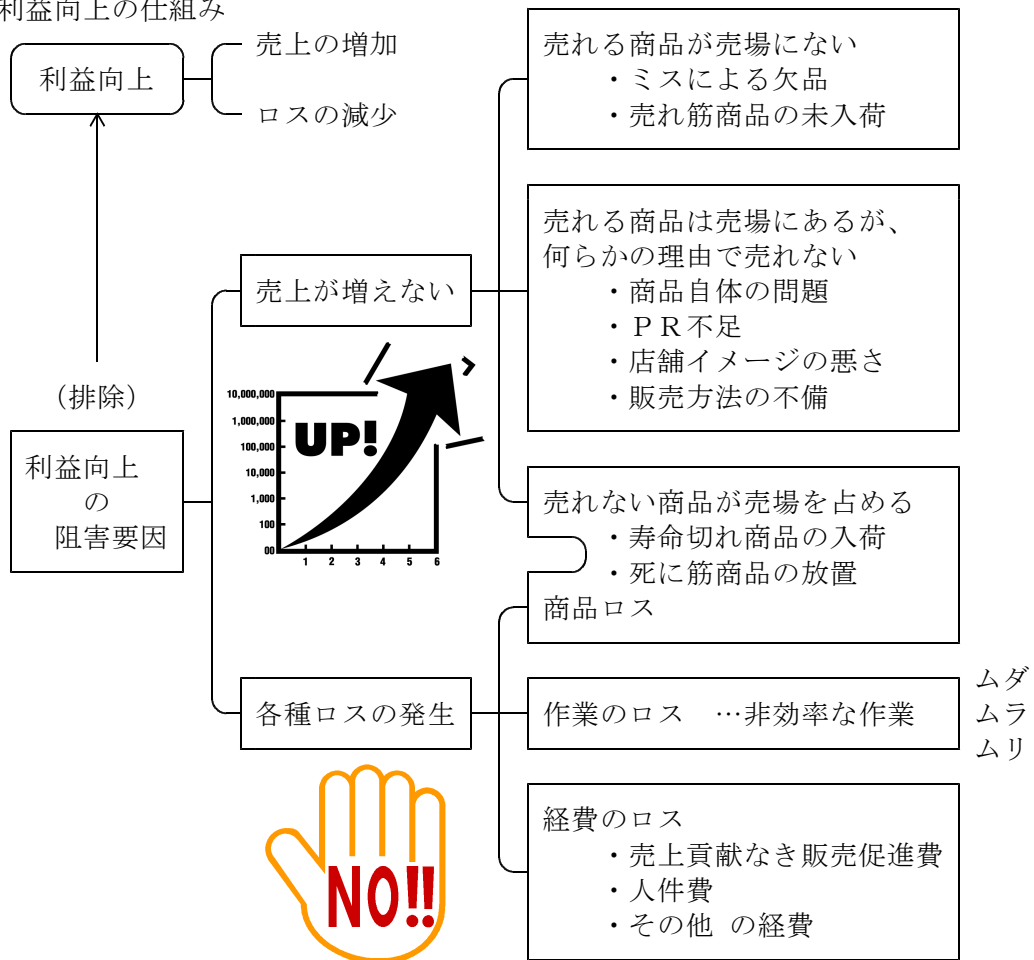 利益向上の仕組み
利益向上
売上の増加
ロスの減少
(排除)
利益向上
の
阻害要因
売上が増えない
10,000,000
1,000,000
100,000
10,000
1,000
100
00
1 2 3 4 5 6
UP!
各種ロスの発生
NO!!
売れる商品が売場にない
・ミスによる欠品
・売れ筋商品の未入荷
売れる商品は売場にあるが、
何らかの理由で売れない
・商品自体の問題
・ＰＲ不足
・店舗イメージの悪さ
・販売方法の不備
売れない商品が売場を占める
・寿命切れ商品の入荷
・死に筋商品の放置
商品ロス
作業のロス …非効率な作業
ムダ
ムラ
ムリ
経費のロス
・売上貢献なき販売促進費
・人件費
・その他 の経費